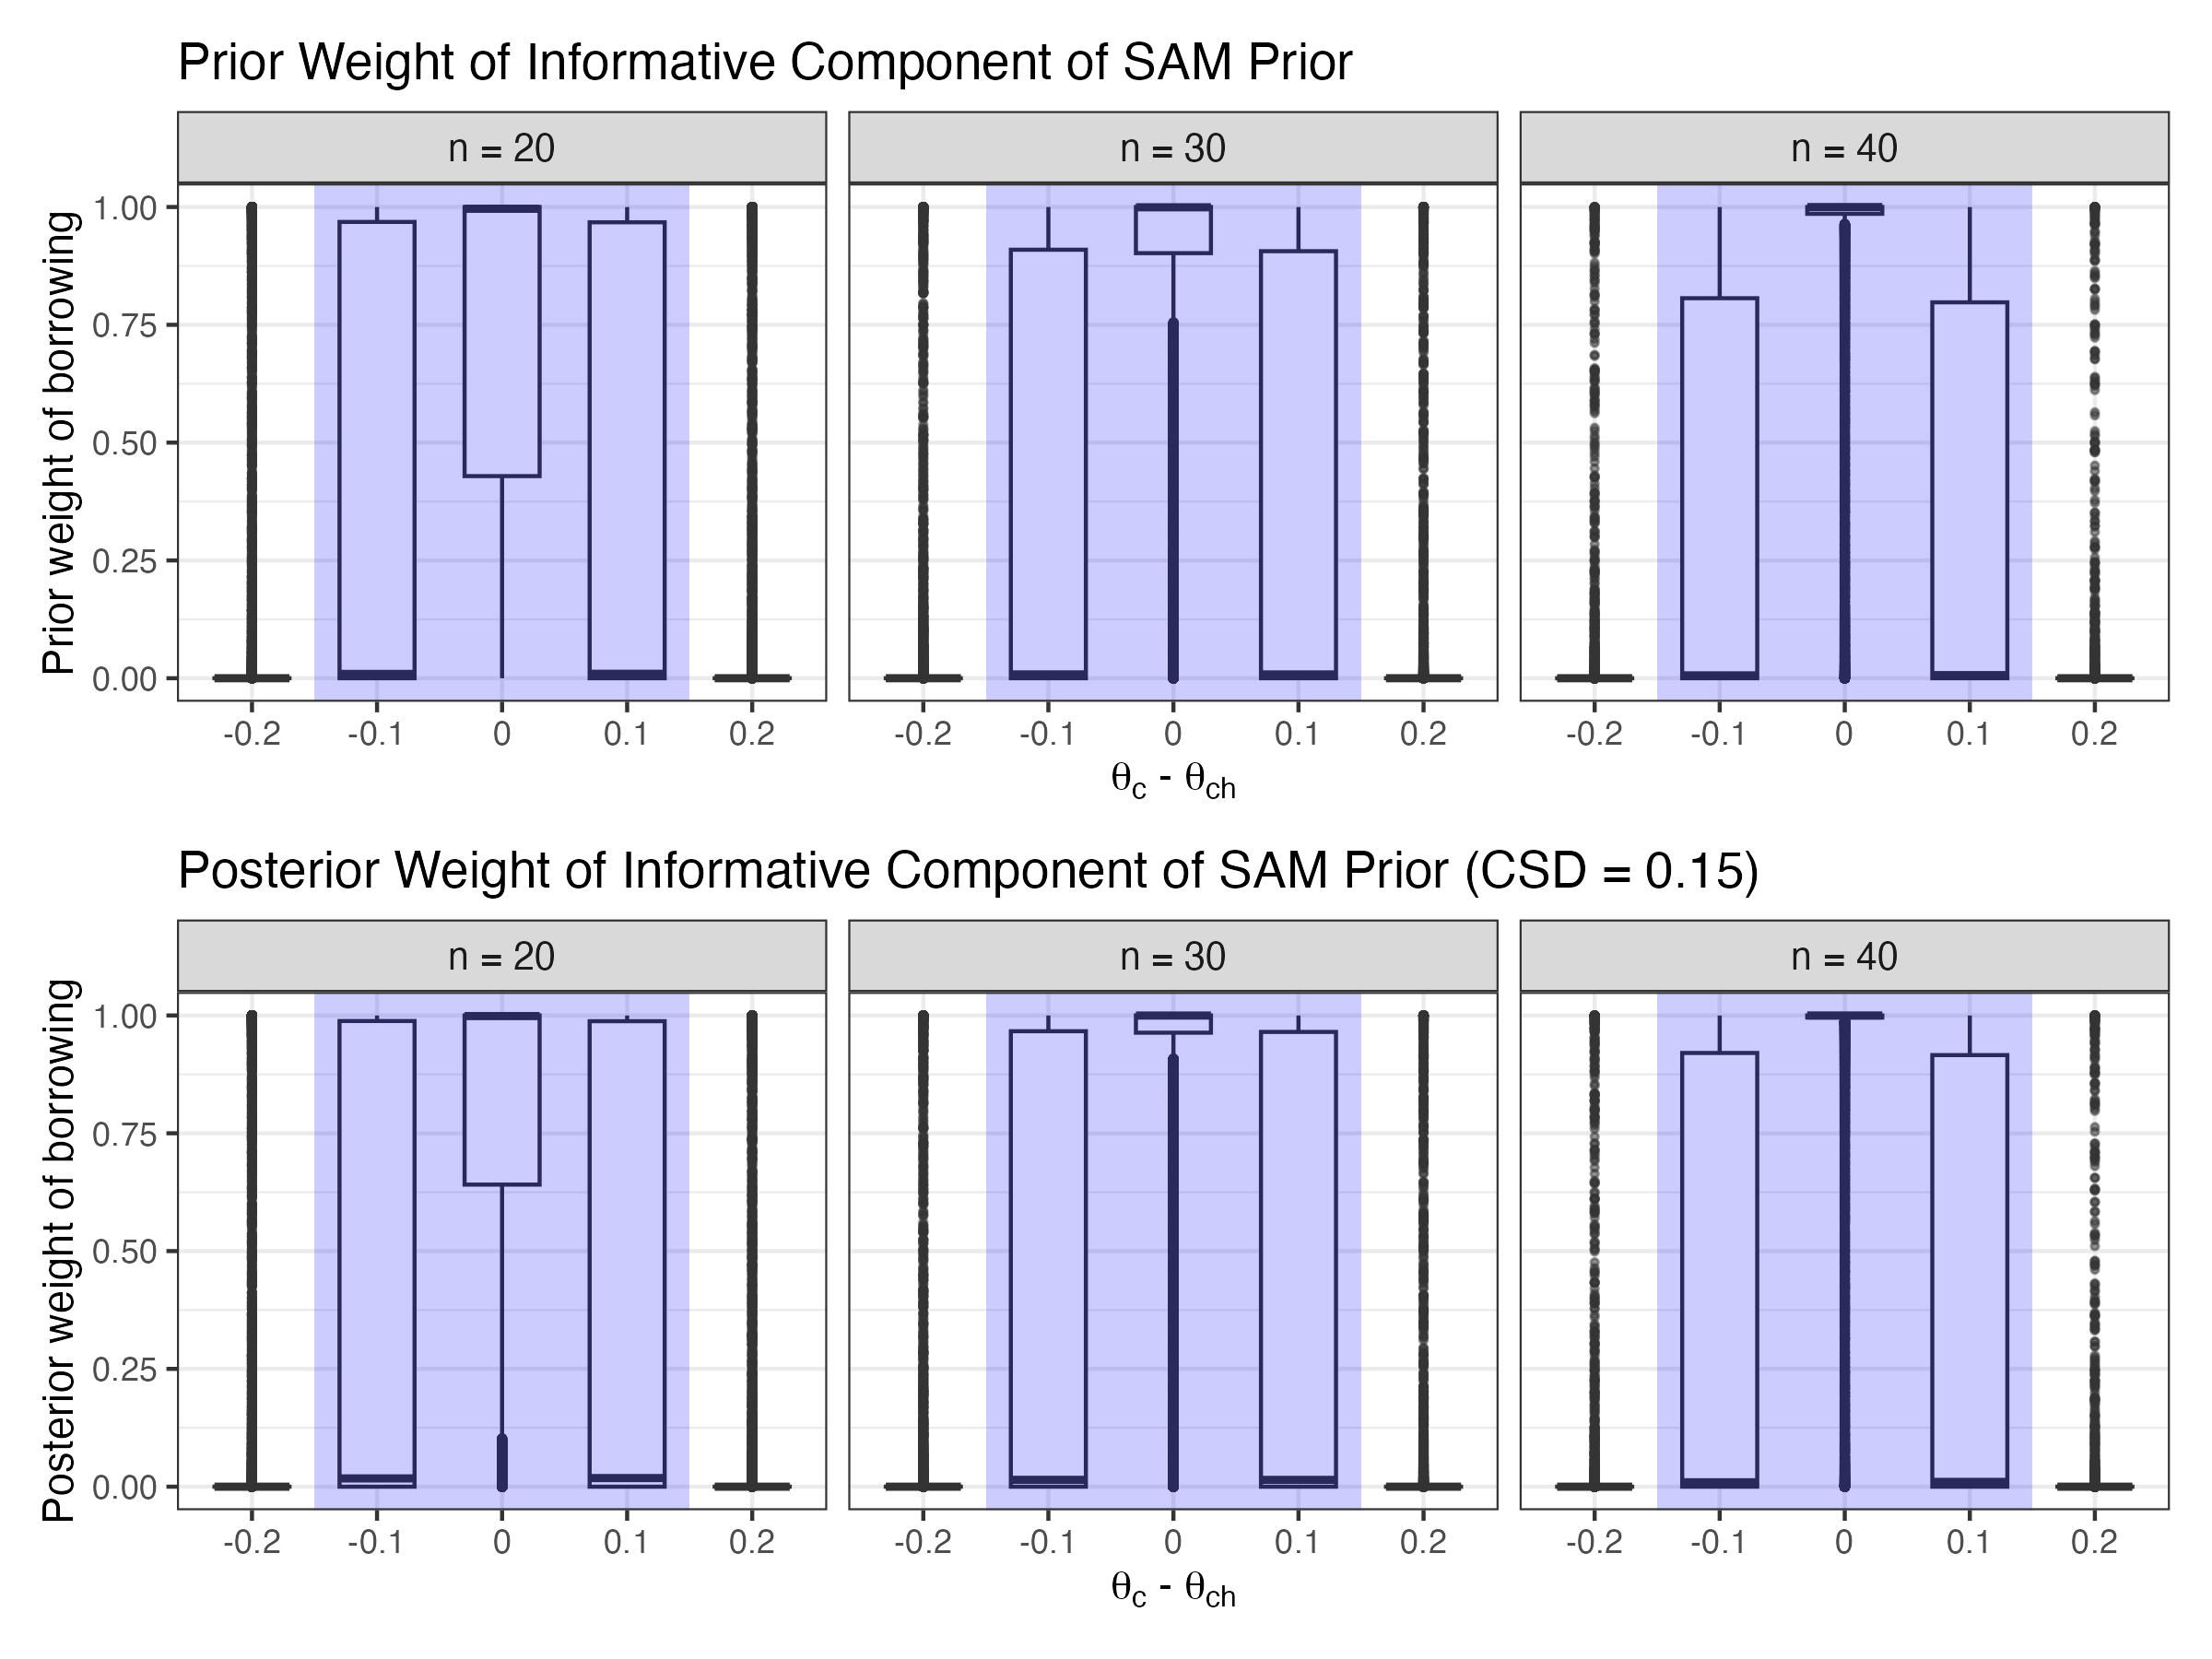 Prior Weight of Informative Component of SAM Prior
n = 20 n = 30 n = 40
Prior weight of borrowing
1.00
0.75
0.50
0.25
0.00
-0.2 -0.1 0 0.1 0.2 -0.2 -0.1 0 0.1 0.2 -0.2 -0.1 0 0.1 0.2
θc - θch
Posterior Weight of Informative Component of SAM Prior (CSD = 0.15)
n = 20 n = 30 n = 40
Posterior weight of borrowing
1.00
0.75
0.50
0.25
0.00
-0.2 -0.1 0 0.1 0.2 -0.2 -0.1 0 0.1 0.2 -0.2 -0.1 0 0.1 0.2
θc - θch